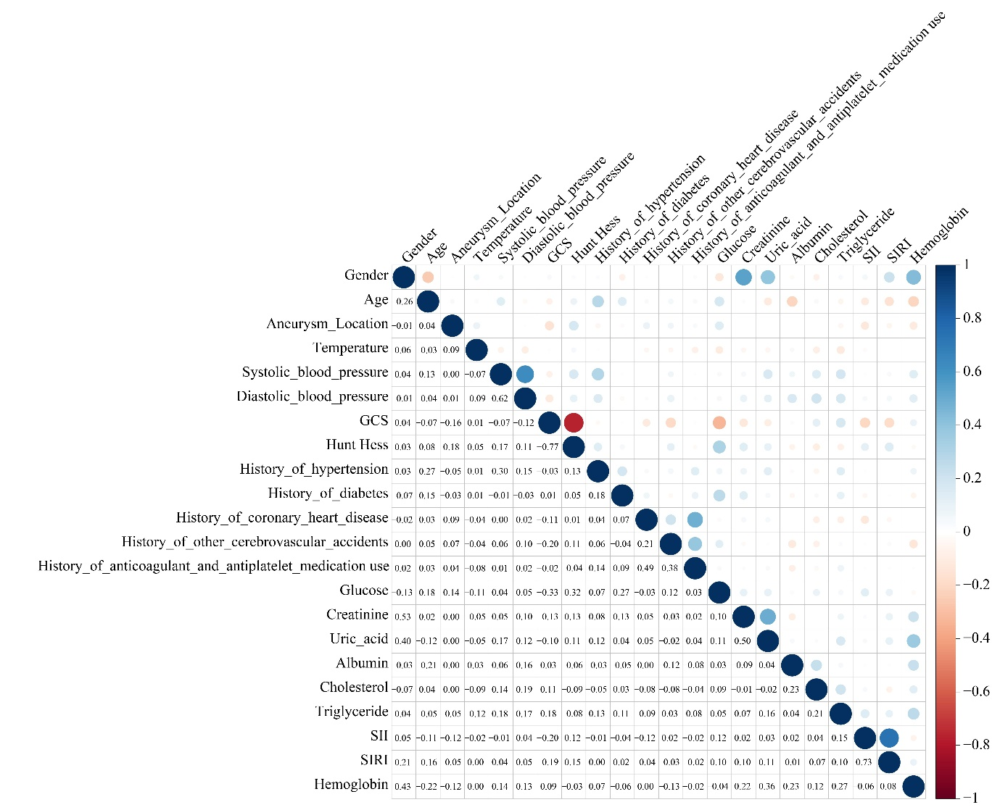 Gender
Age
Aneurysm_Location
Temperature
Systolic_blood_pressure
Diastolic_blood_pressure
GCS
Hunt Hess
History_of_hypertension
History_of_diabetes
History_of_coronary_heart_disease
History_of_other_cerebrovascular_accidents
History_of_anticoagulant_and_antiplatelet_medication use
Glucose
Creatinine
Uric_acid
Albumin
Cholesterol
Triglyceride
SII
SIRI
Hemoglobin
Gender
Age 0.26
Aneurysm_Location −0.01 0.04
Temperature 0.06 0.03 0.09
Systolic_blood_pressure 0.04 0.13 0.00 −0.07
Diastolic_blood_pressure 0.01 0.04 0.01 0.09 0.62
GCS 0.04 −0.07 −0.16 0.01 −0.07 −0.12
Hunt Hess 0.03 0.08 0.18 0.05 0.17 0.11 −0.77
History_of_hypertension 0.03 0.27 −0.05 0.01 0.30 0.15 −0.03 0.13
History_of_diabetes 0.07 0.15 −0.03 0.01 −0.01 −0.03 0.01 0.05 0.18
History_of_coronary_heart_disease −0.02 0.03 0.09 −0.04 0.00 0.02 −0.11 0.01 0.04 0.07
History_of_other_cerebrovascular_accidents 0.00 0.05 0.07 −0.04 0.06 0.10 −0.20 0.11 0.06 −0.04 0.21
History_of_anticoagulant_and_antiplatelet_medication use 0.02 0.03 0.04 −0.08 0.01 0.02 −0.02 0.04 0.14 0.09 0.49 0.38
Glucose −0.13 0.18 0.14 −0.11 0.04 0.05 −0.33 0.32 0.07 0.27 −0.03 0.12 0.03
Creatinine 0.53 0.02 0.00 0.05 0.05 0.10 0.13 0.13 0.08 0.13 0.05 0.03 0.02 0.10
Uric_acid 0.40 −0.12 0.00 −0.05 0.17 0.12 −0.10 0.11 0.12 0.04 0.05 −0.02 0.04 0.11 0.50
Albumin 0.03 0.21 0.00 0.03 0.06 0.16 0.03 0.06 0.03 0.05 0.00 0.12 0.08 0.03 0.09 0.04
Cholesterol −0.07 0.04 0.00 −0.09 0.14 0.19 0.11 −0.09 −0.05 0.03 −0.08 −0.08 −0.04 0.09 −0.01 −0.02 0.23
Triglyceride 0.04 0.05 0.05 0.12 0.18 0.17 0.18 0.08 0.13 0.11 0.09 0.03 0.08 0.05 0.07 0.16 0.04 0.21
SII 0.05 −0.11 −0.12 −0.02 −0.01 0.04 −0.20 0.12 −0.01 −0.04 −0.12 0.02 −0.02 0.12 0.02 0.03 0.02 0.04 0.15
SIRI 0.21 0.16 0.05 0.00 0.04 0.05 0.19 0.15 0.00 0.02 0.04 0.03 0.02 0.10 0.10 0.11 0.01 0.07 0.10 0.73
Hemoglobin 0.43 −0.22 −0.12 0.00 0.14 0.13 0.09 −0.03 0.07 −0.06 0.00 −0.13 −0.02 0.04 0.22 0.36 0.23 0.12 0.27 0.06 0.08
1
0.8
0.6
0.4
0.2
0
−0.2
−0.4
−0.6
−0.8
−1